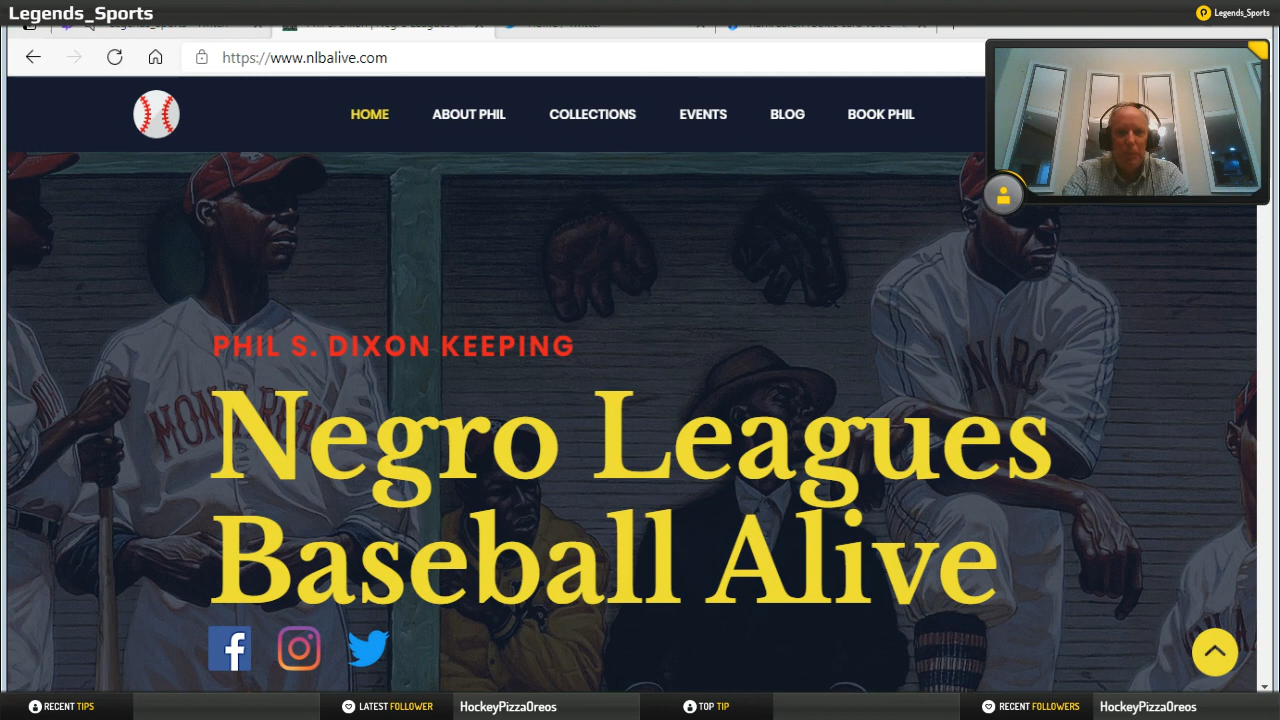 Legends_Sports
Legends_Sports
https://www.nlbalive.com
HOME ABOUT PHIL COLLECTIONS EVENTS BLOG BOOK PHIL
PHIL S. DIXON KEEPING
Negro Leagues
Baseball Alive
RECENT TIPS LATEST FOLLOWER HockeyPizzaOreos TOP TIP RECENT FOLLOWERS HockeyPizzaOreos